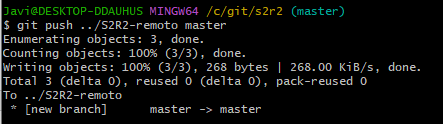 Javi@DESKTOP-DDAUHUS MINGW64 /c/git/s2r2 (master)
$ git push ../S2R2-remoto master
Enumerating objects: 3, done.
Counting objects: 100% (3/3), done.
Writing objects: 100% (3/3), 268 bytes | 268.00 KiB/s, done.
Total 3 (delta 0), reused 0 (delta 0), pack-reused 0
To ../S2R2-remoto
 * [new branch]      master -> master